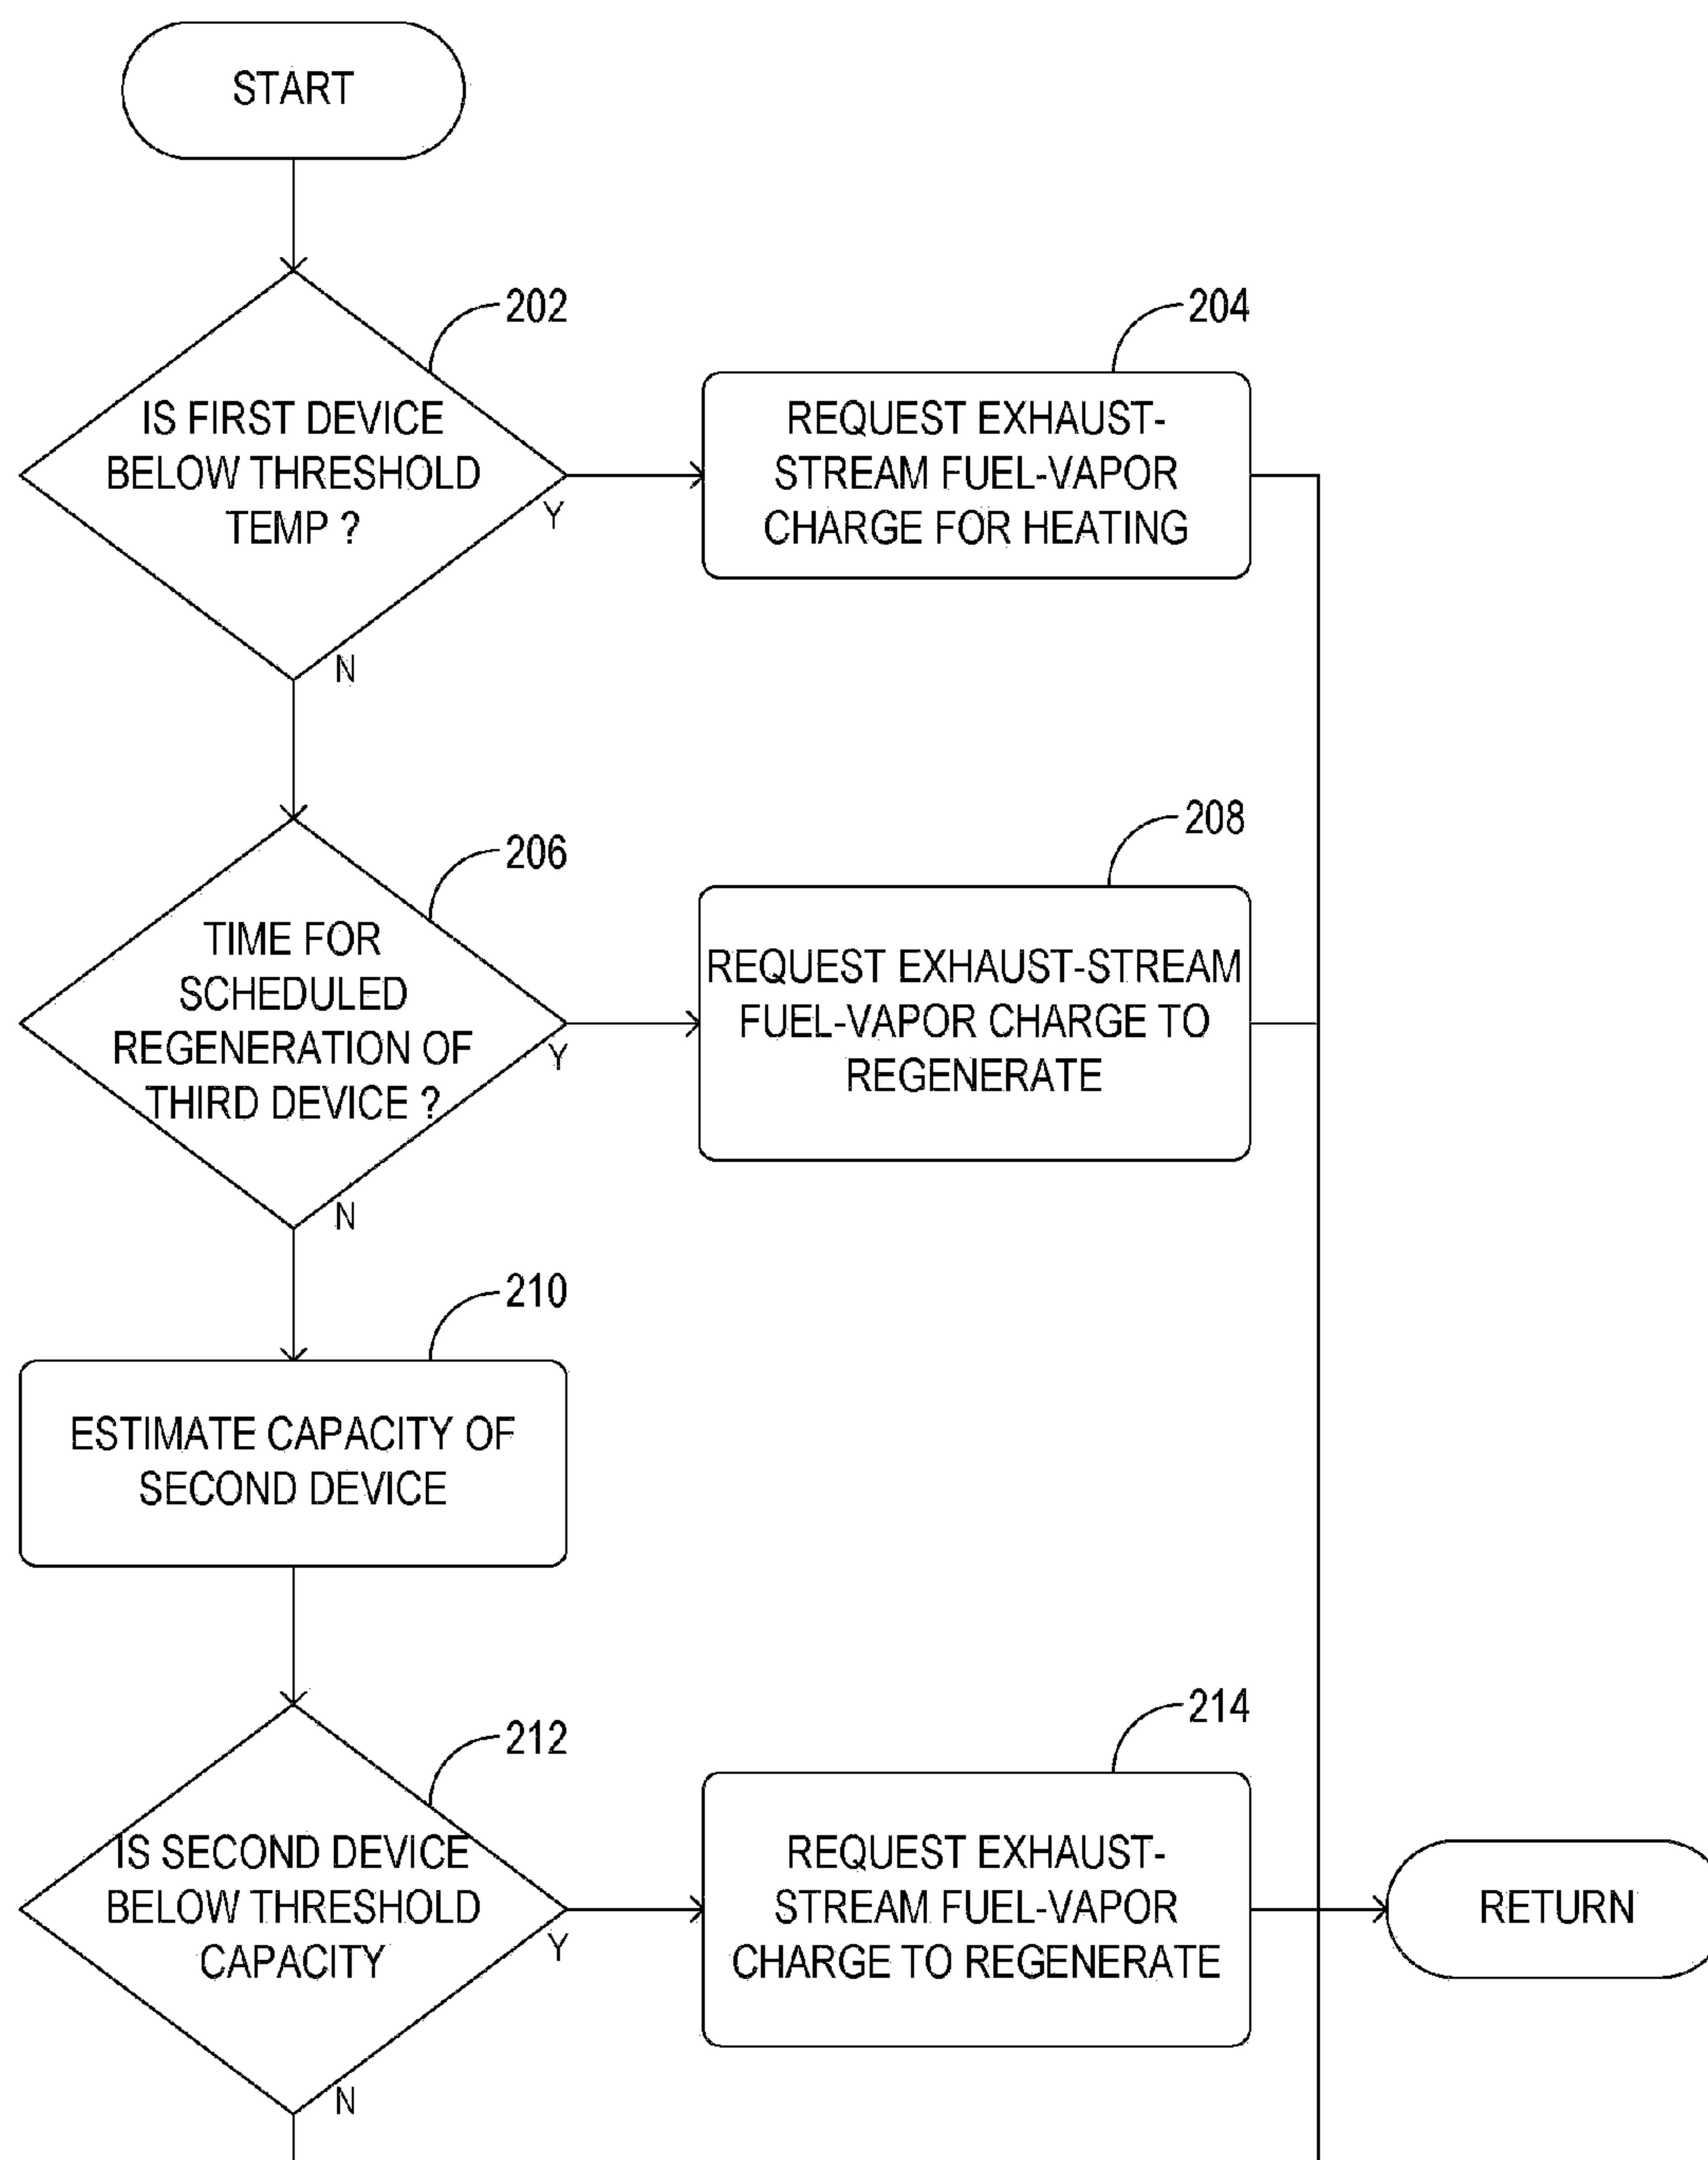 START
202
IS FIRST DEVICE
BELOW THRESHOLD
TEMP ?
Y
N
204
REQUEST EXHAUST-
STREAM FUEL-VAPOR
CHARGE FOR HEATING
206
TIME FOR
SCHEDULED
REGENERATION OF
THIRD DEVICE ?
Y
N
208
REQUEST EXHAUST-STREAM
FUEL-VAPOR CHARGE TO
REGENERATE
210
ESTIMATE CAPACITY OF
SECOND DEVICE
212
IS SECOND DEVICE
BELOW THRESHOLD
CAPACITY
Y
N
214
REQUEST EXHAUST-
STREAM FUEL-VAPOR
CHARGE TO REGENERATE
RETURN